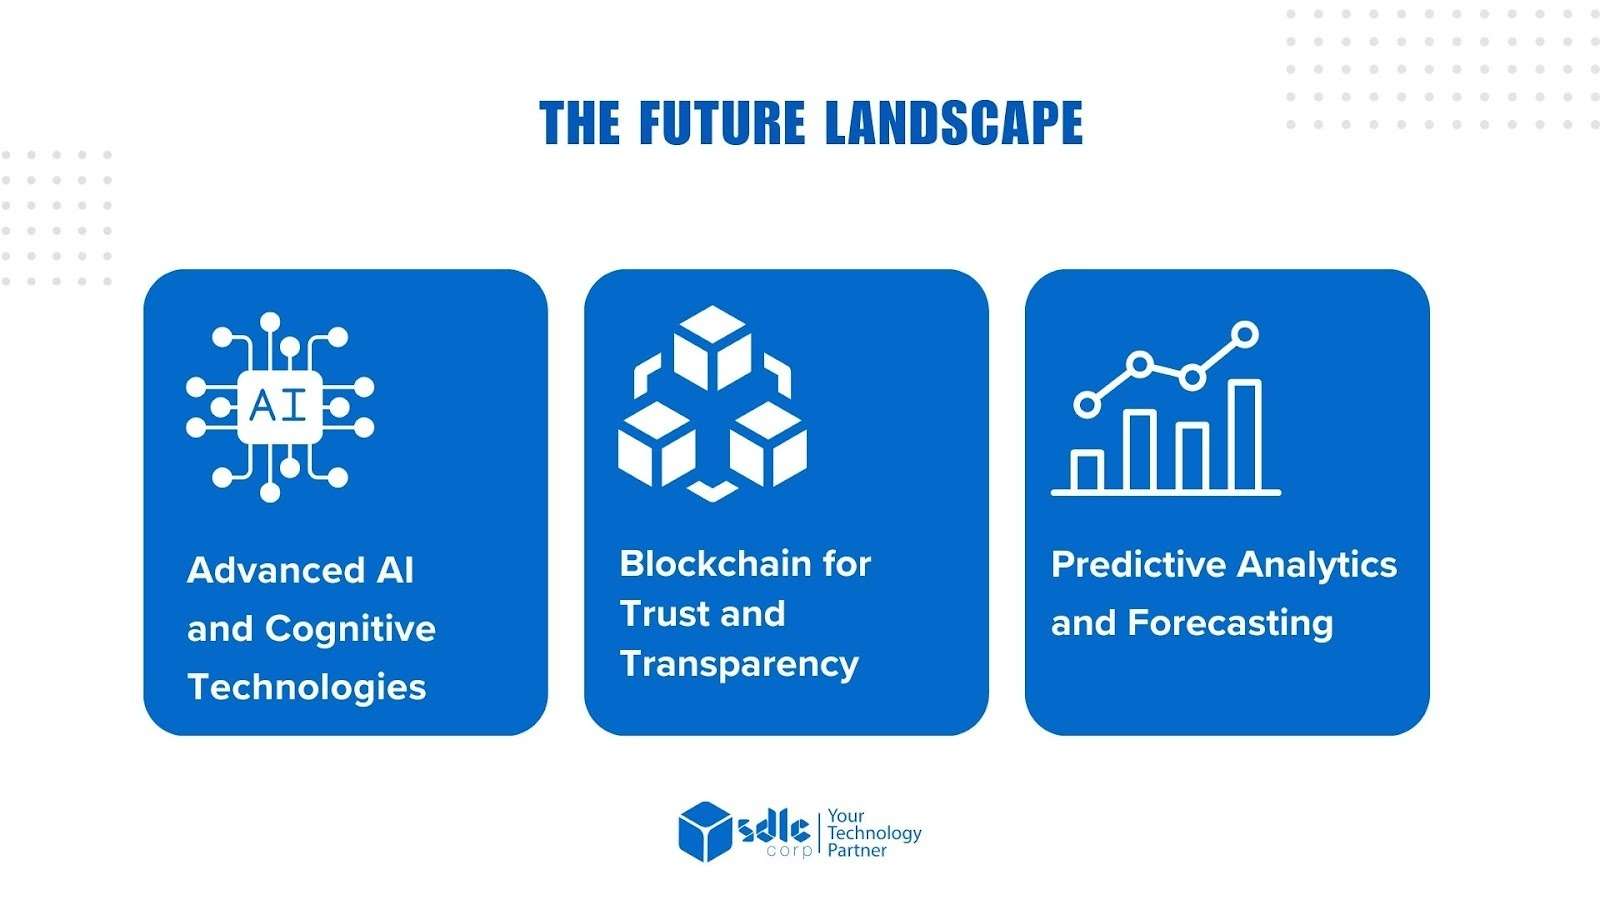 THE FUTURE LANDSCAPE
AI
Advanced AI
and Cognitive
Technologies
Blockchain for
Trust and
Transparency
Predictive Analytics
and Forecasting
sdlc
corp
Your
Technology
Partner